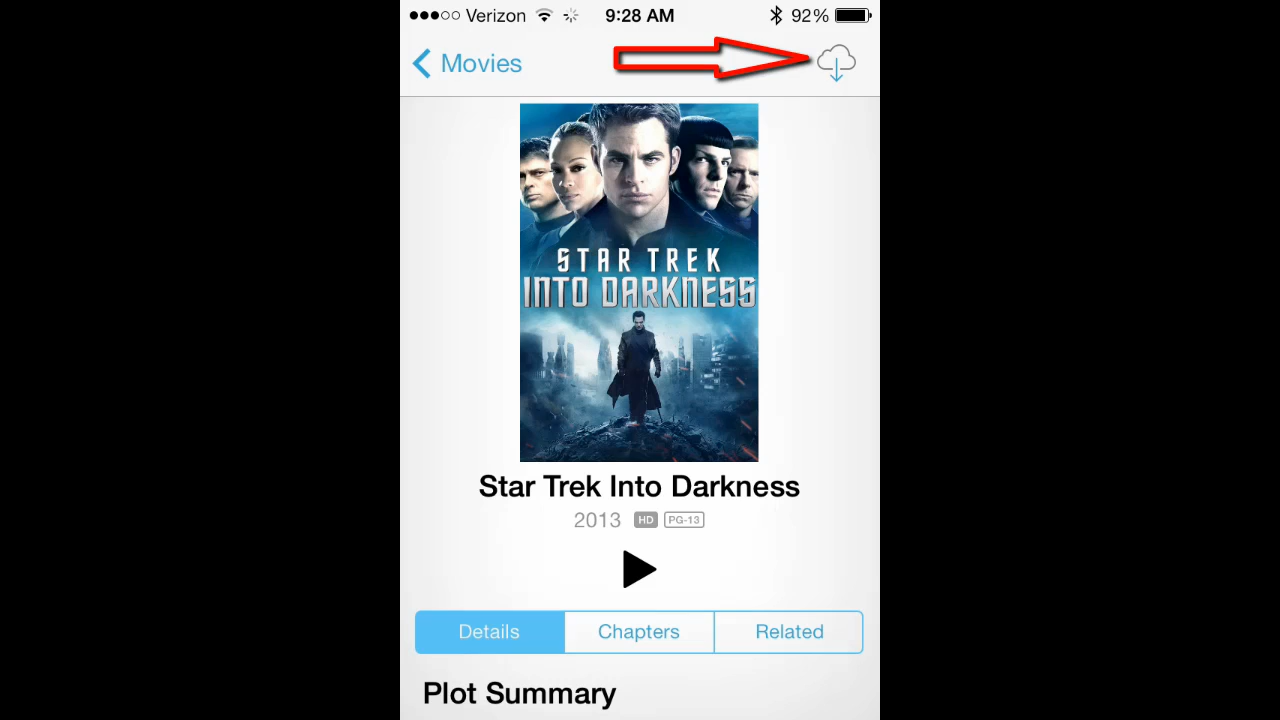 Verizon 9:28 AM 92%
Movies
STAR TREK
INTO DARKNESS
Star Trek Into Darkness
2013 HD PG-13
Details Chapters Related
Plot Summary